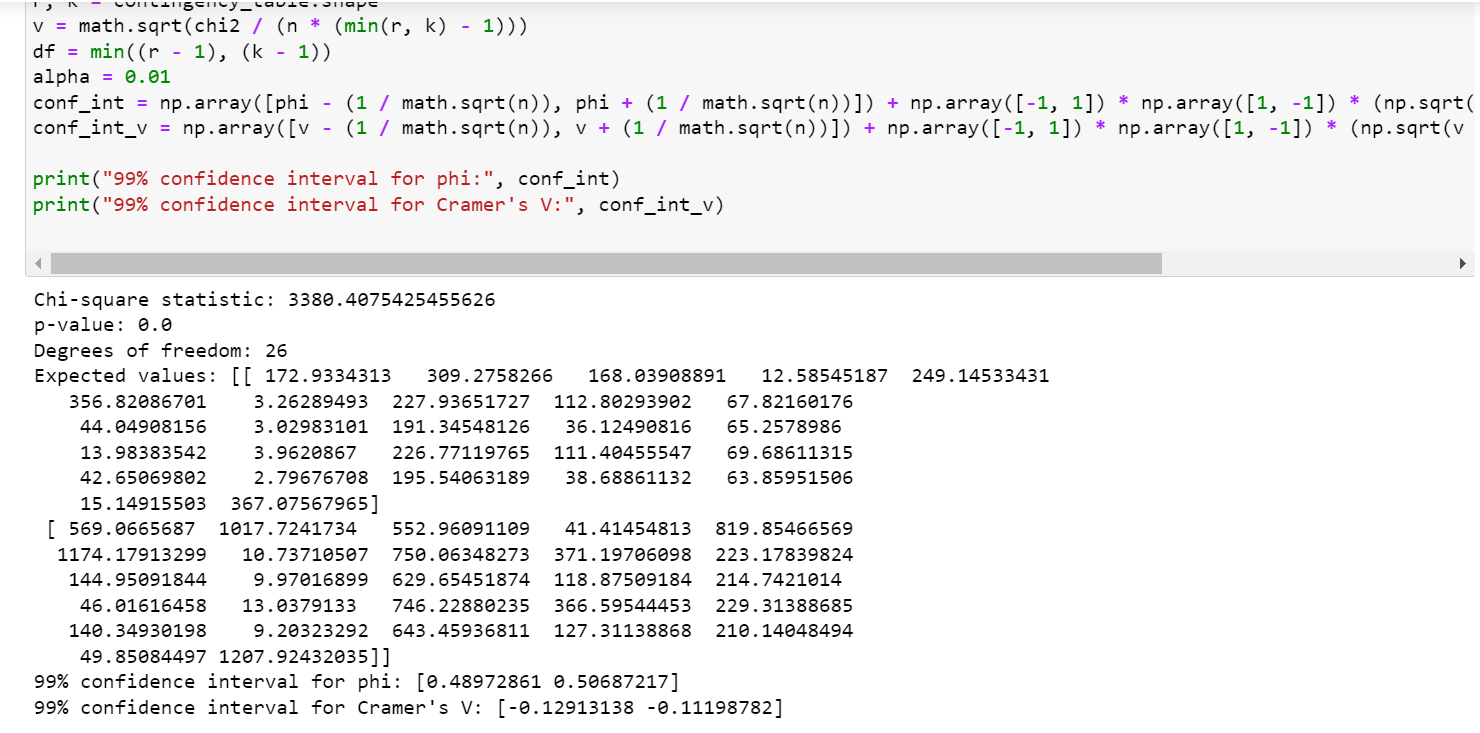 r, k = contingency_table.shape
v = math.sqrt(chi2 / (n * (min(r, k) - 1)))
df = min((r - 1), (k - 1))
alpha = 0.01
conf_int = np.array([phi - (1 / math.sqrt(n)), phi + (1 / math.sqrt(n))]) + np.array([-1, 1]) * np.array([1, -1]) * (np.sqrt(
conf_int_v = np.array([v - (1 / math.sqrt(n)), v + (1 / math.sqrt(n))]) + np.array([-1, 1]) * np.array([1, -1]) * (np.sqrt(v
print("99% confidence interval for phi:", conf_int)
print("99% confidence interval for Cramer's V:", conf_int_v)
Chi-square statistic: 3380.4075425455626
p-value: 0.0
Degrees of freedom: 26
Expected values: [[ 172.9334313   309.2758266   168.03908891   12.58545187  249.14533431
   356.82086701    3.26289493  227.93651727  112.80293902   67.82160176
    44.04908156    3.02983101  191.34548126   36.12490816   65.2578986
    13.98383542    3.9620867   226.77119765  111.40455547   69.68611315
    42.65069802    2.79676708  195.54063189   38.68861132   63.85951506
    15.14915503  367.07567965]
 [ 569.0665687  1017.7241734   552.96091109   41.41454813  819.85466569
  1174.17913299   10.73710507  750.06348273  371.19706098  223.17839824
   144.95091844    9.97016899  629.65451874  118.87509184  214.7421014
    46.01616458   13.0379133   746.22880235  366.59544453  229.31388685
   140.34930198    9.20323292  643.45936811  127.31138868  210.14048494
    49.85084497 1207.92432035]]
99% confidence interval for phi: [0.48972861 0.50687217]
99% confidence interval for Cramer's V: [-0.12913138 -0.11198782]